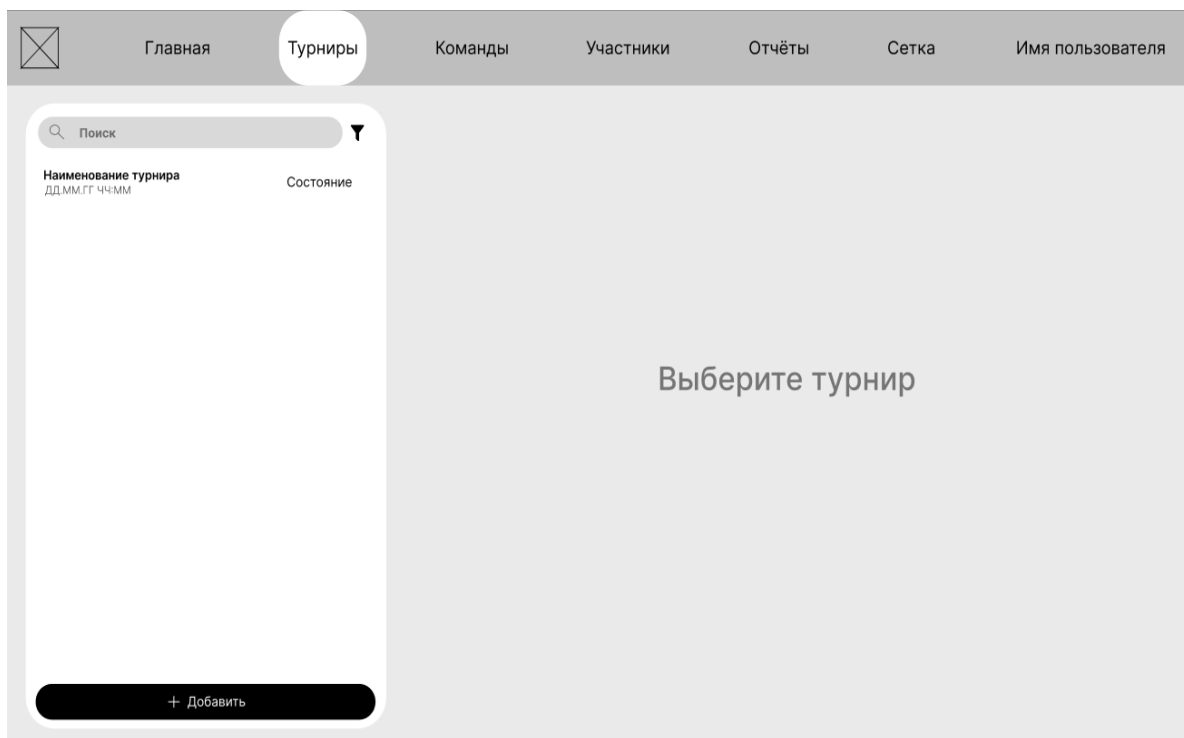 Главная
Турниры
Команды
Участники
Отчёты
Сетка
Имя пользователя
Поиск
Наименование турнира
ДД.ММ.ГГ ЧЧ:ММ
Состояние
Выберите турнир
+ Добавить